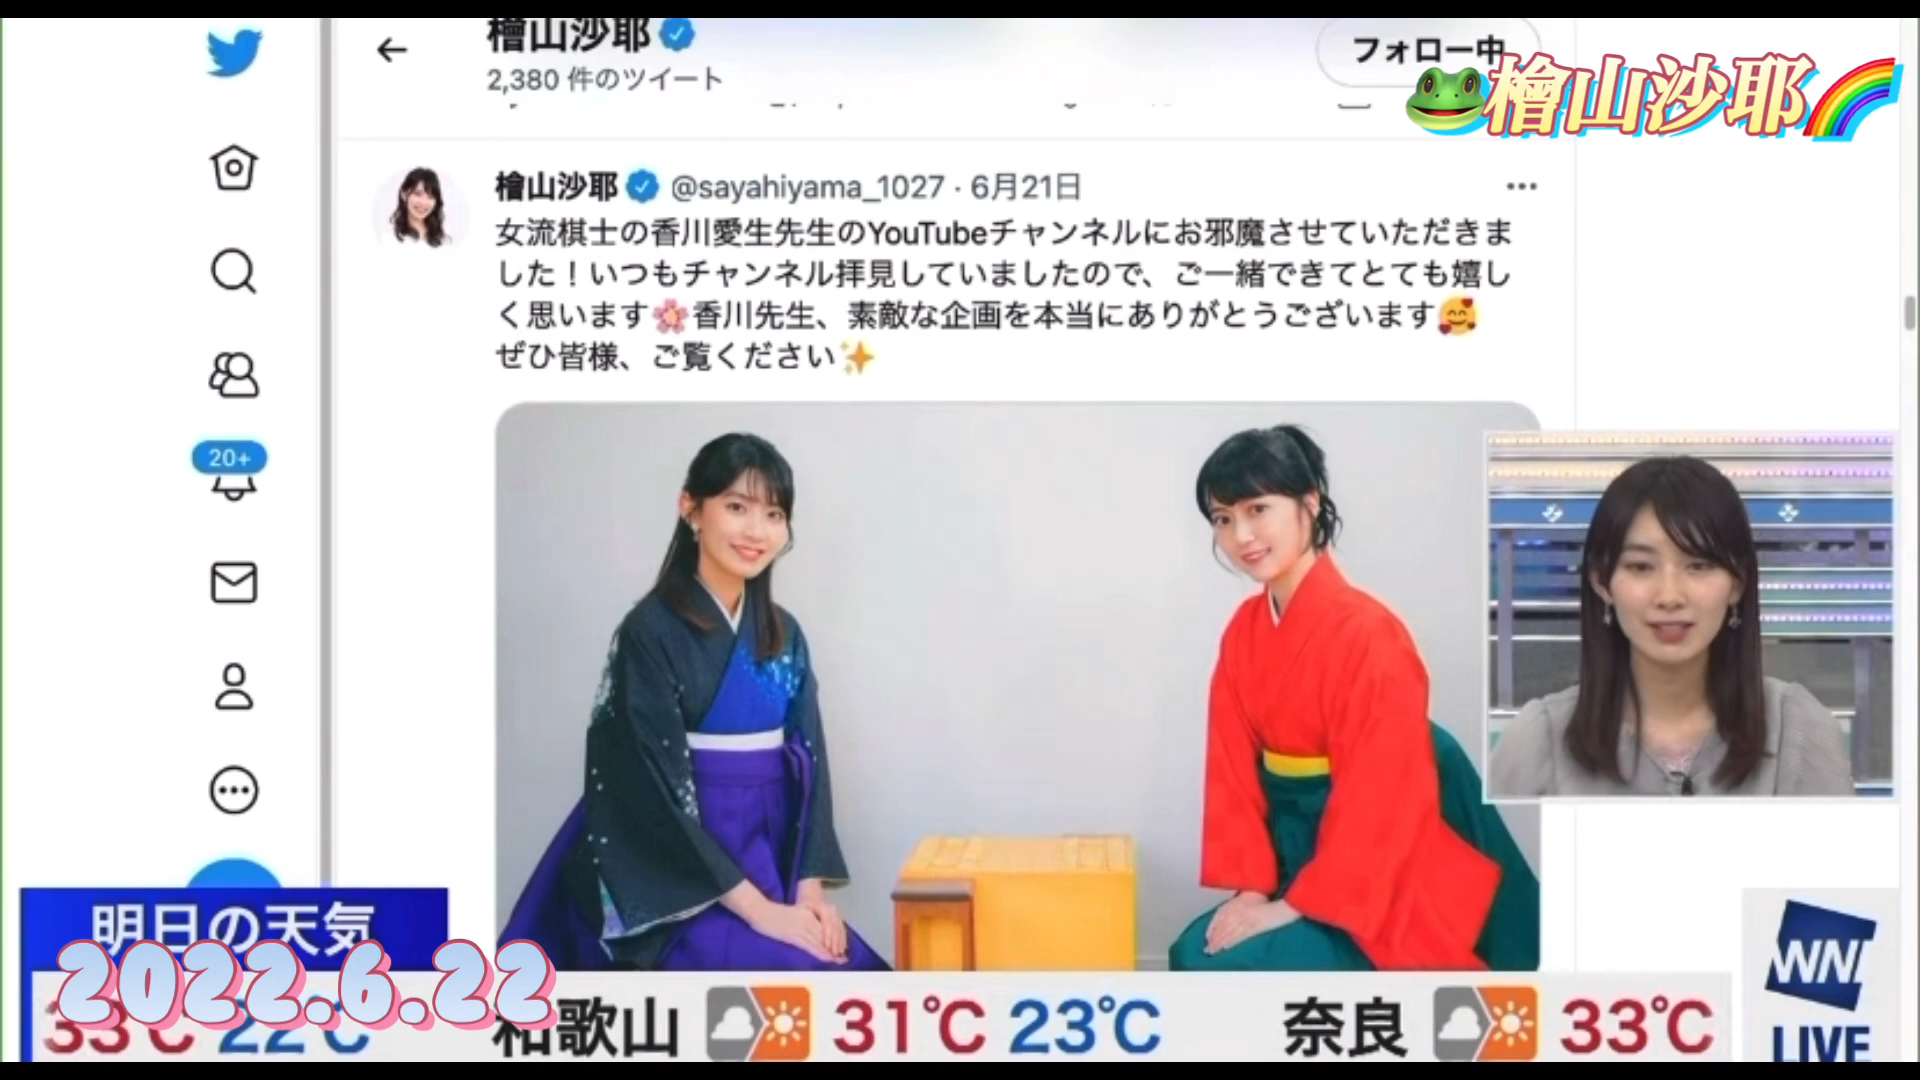 檜山沙耶
2,380 件のツイート
フォロー中
🐸檜山沙耶🌈
檜山沙耶 @sayahiyama_1027 · 6月21日
女流棋士の香川愛生先生のYouTubeチャンネルにお邪魔させていただきま
した！いつもチャンネル拝見していましたので、ご一緒できてとても嬉し
く思います🌸香川先生、素敵な企画を本当にありがとうございます🥰
ぜひ皆様、ご覧ください✨
20+
明日の天気
2022.6.22
33℃ 22℃ 和歌山 31℃ 23℃ 奈良 33℃
WNI
LIVE